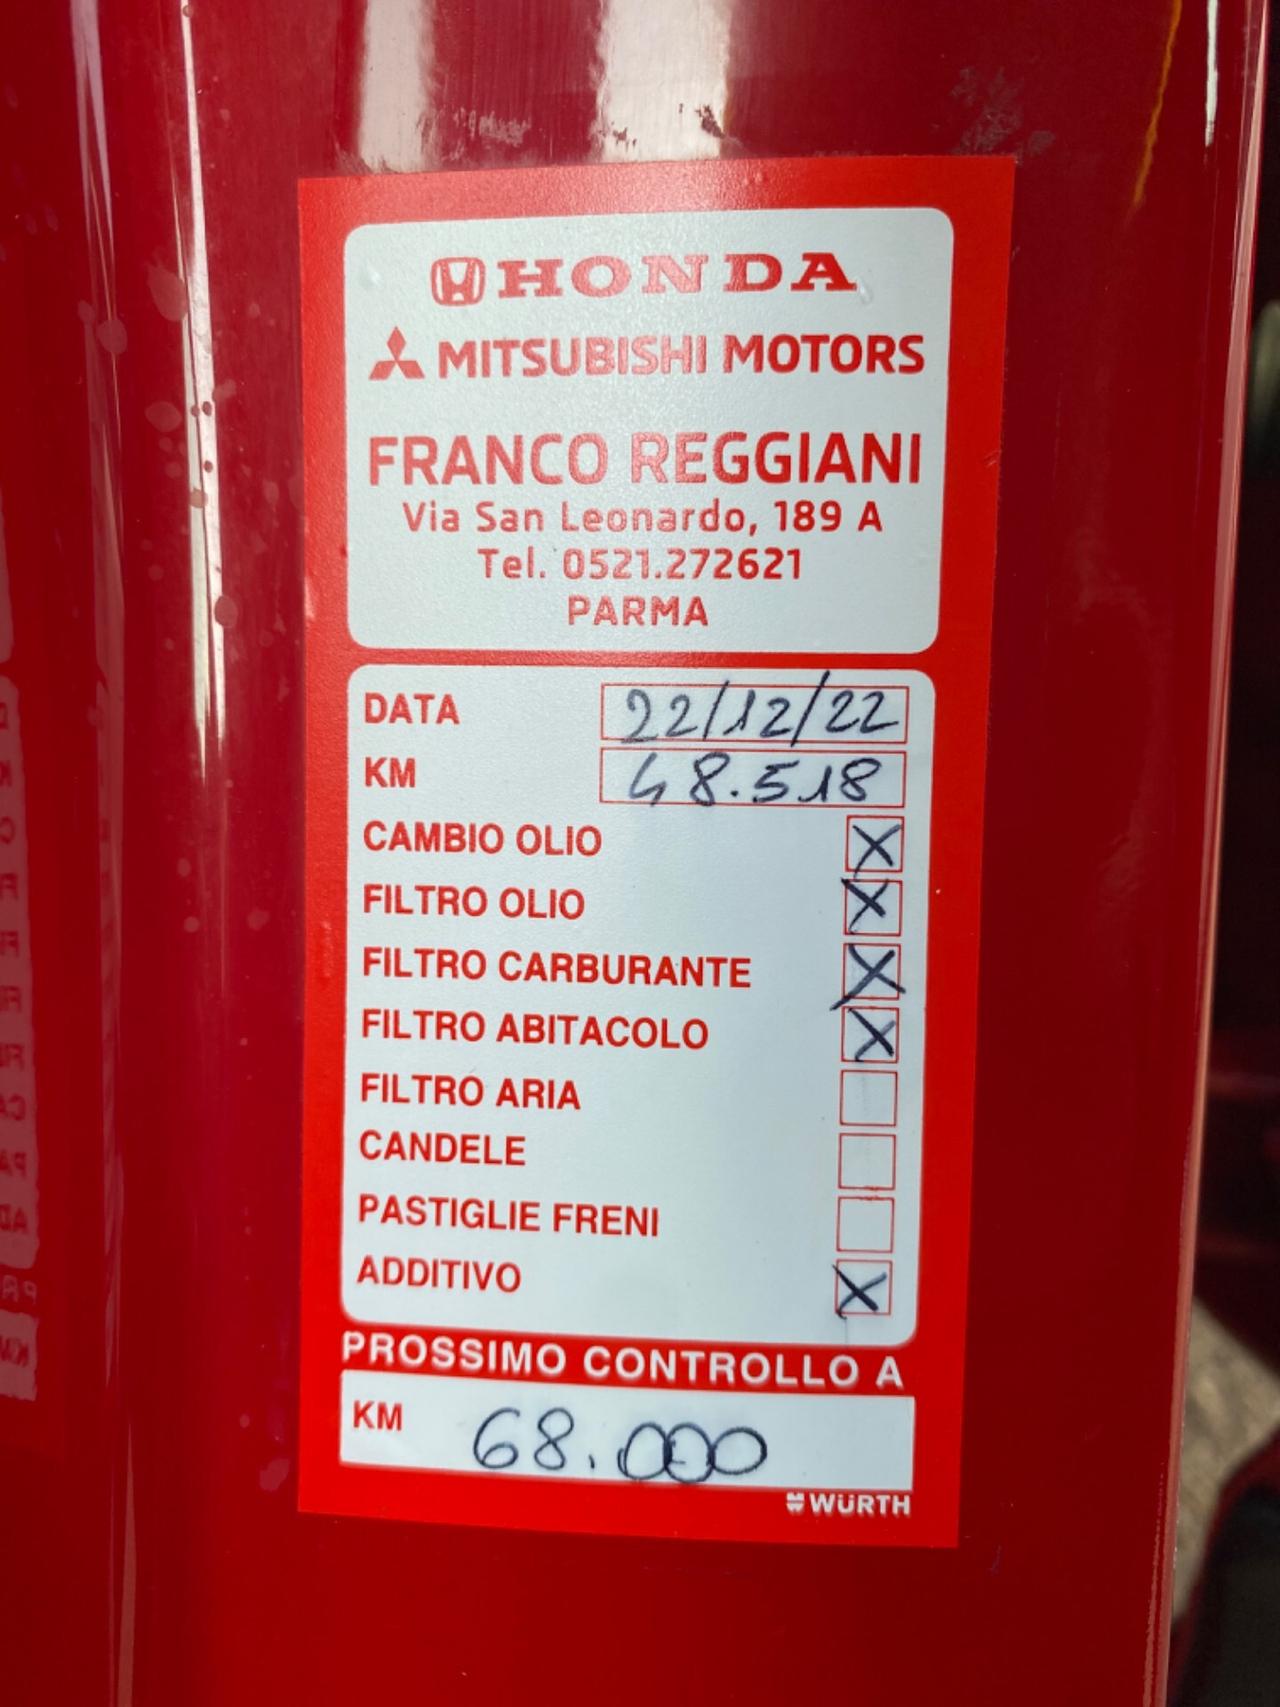 HONDA
MITSUBISHI MOTORS
FRANCO REGGIANI
Via San Leonardo, 189 A
Tel. 0521.272621
PARMA
DATA 22/12/22
KM 48.518
CAMBIO OLIO X
FILTRO OLIO X
FILTRO CARBURANTE X
FILTRO ABITACOLO X
FILTRO ARIA
CANDELE
PASTIGLIE FRENI
ADDITIVO X
PROSSIMO CONTROLLO A
KM 68.000
WÜRTH